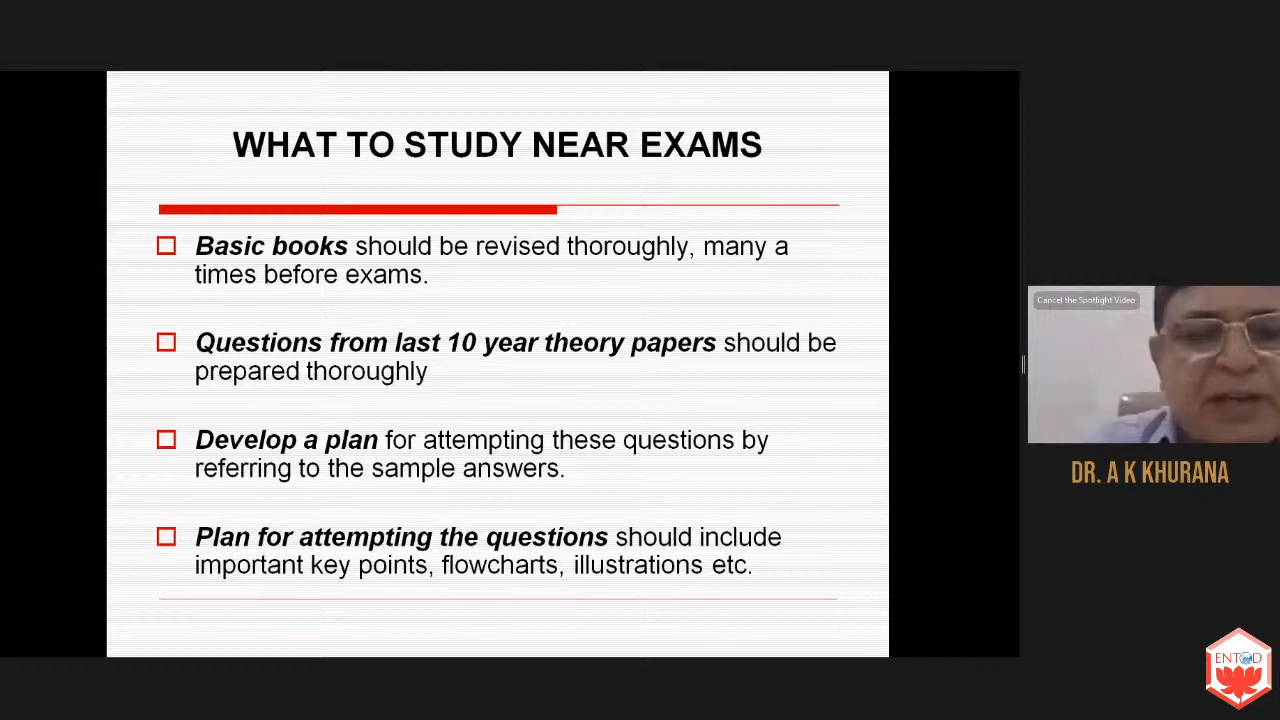 WHAT TO STUDY NEAR EXAMS
Basic books should be revised thoroughly, many a
times before exams.
Questions from last 10 year theory papers should be
prepared thoroughly
Develop a plan for attempting these questions by
referring to the sample answers.
Plan for attempting the questions should include
important key points, flowcharts, illustrations etc.
Cancel the Spotlight Video
DR. A K KHURANA
ENTOD